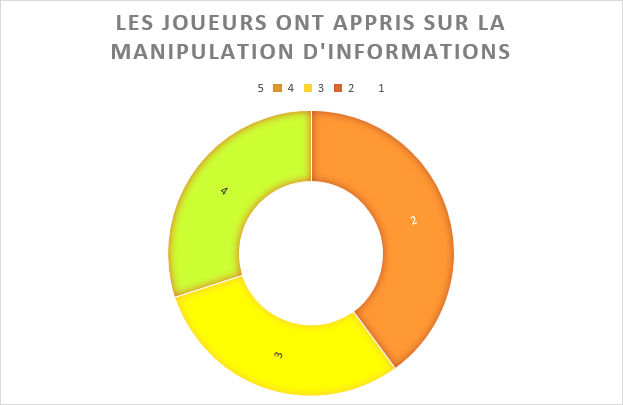 LES JOUEURS ONT APPRIS SUR LA
MANIPULATION D'INFORMATIONS
5 4 3 2 1
4
2
3